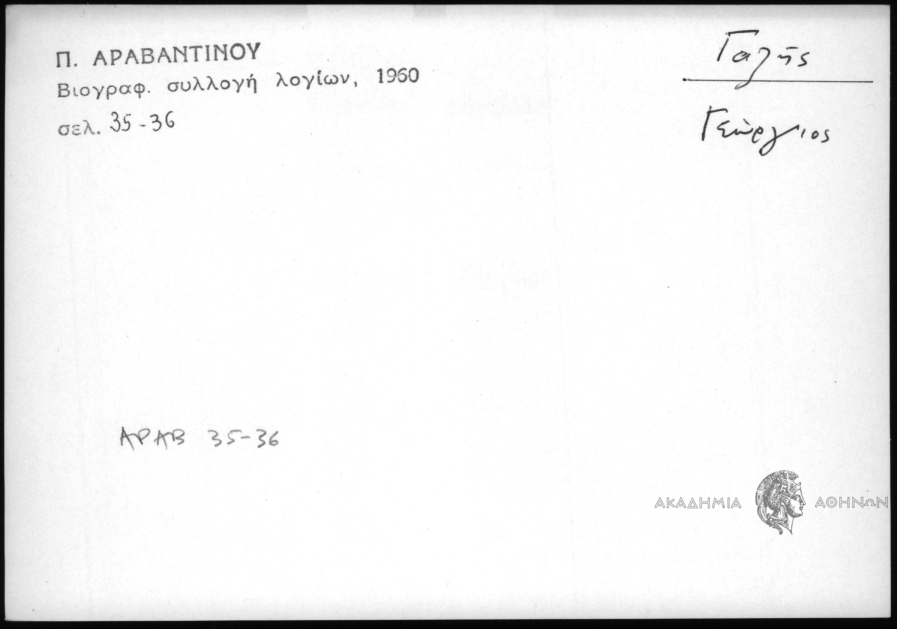 Π. ΑΡΑΒΑΝΤΙΝΟΥ
Βιογραφ. συλλογή λογίων, 1960
σελ. 35-36
Γαζής
Γεώργιος
ΑΡΑΒ 35-36
ΑΚΑΔΗΜΙΑ ΑΘΗΝΩΝ